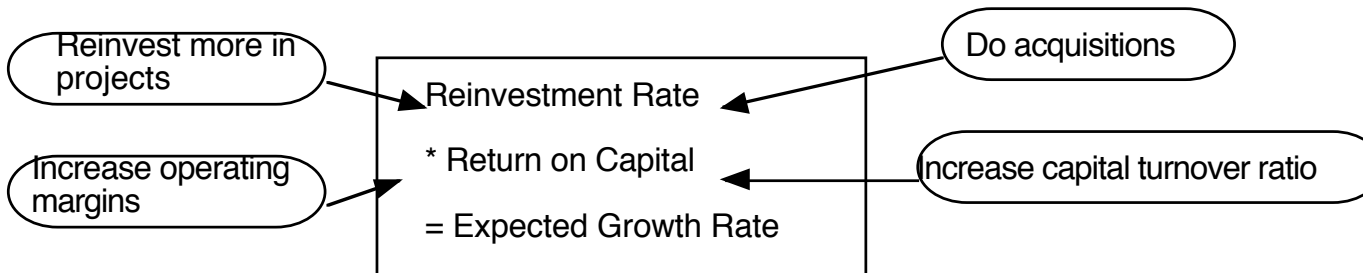 Reinvest more in
projects
Do acquisitions
Reinvestment Rate
* Return on Capital
= Expected Growth Rate
Increase operating
margins
Increase capital turnover ratio